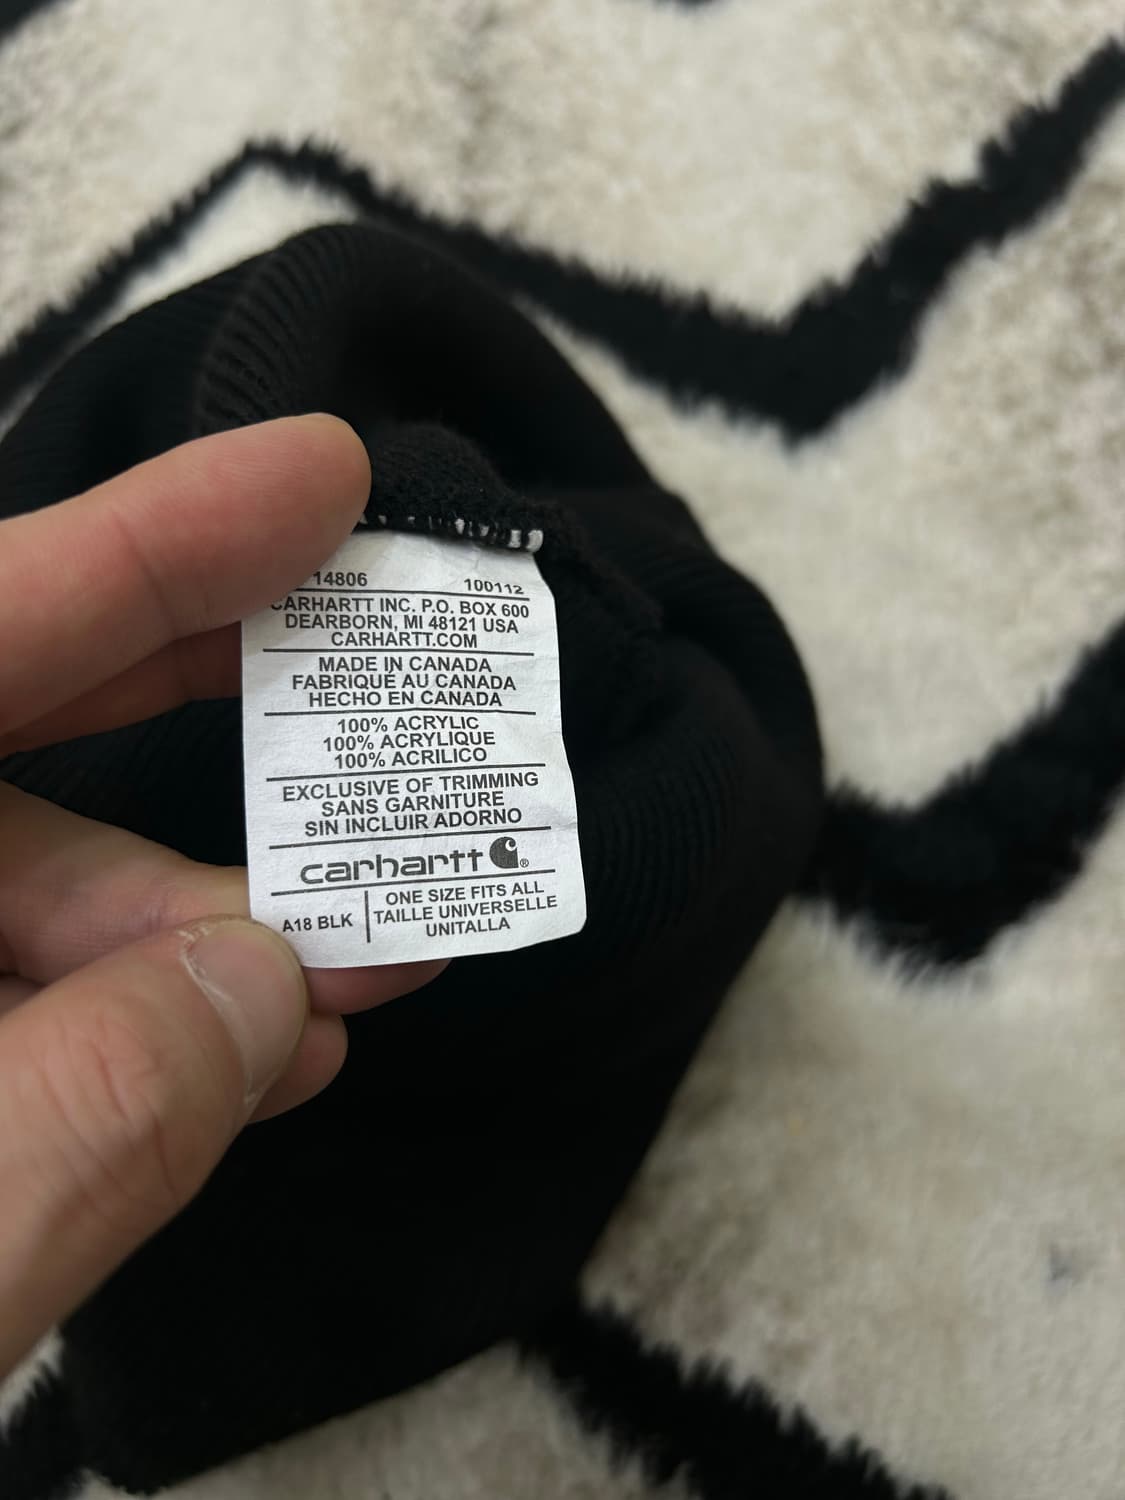 14806 100112
CARHARTT INC. P.O. BOX 600
DEARBORN, MI 48121 USA
CARHARTT.COM
MADE IN CANADA
FABRIQUÉ AU CANADA
HECHO EN CANADA
100% ACRYLIC
100% ACRYLIQUE
100% ACRILICO
EXCLUSIVE OF TRIMMING
SANS GARNITURE
SIN INCLUIR ADORNO
carhartt ®
A18 BLK
ONE SIZE FITS ALL
TAILLE UNIVERSELLE
UNITALLA